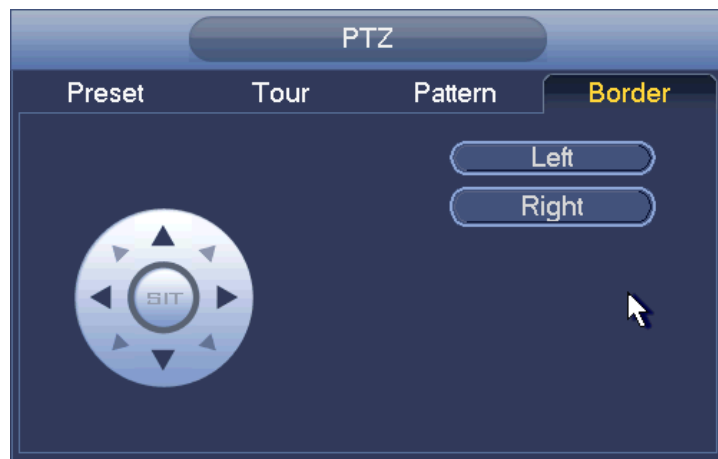 PTZ
Preset Tour Pattern Border
Left
Right
SIT